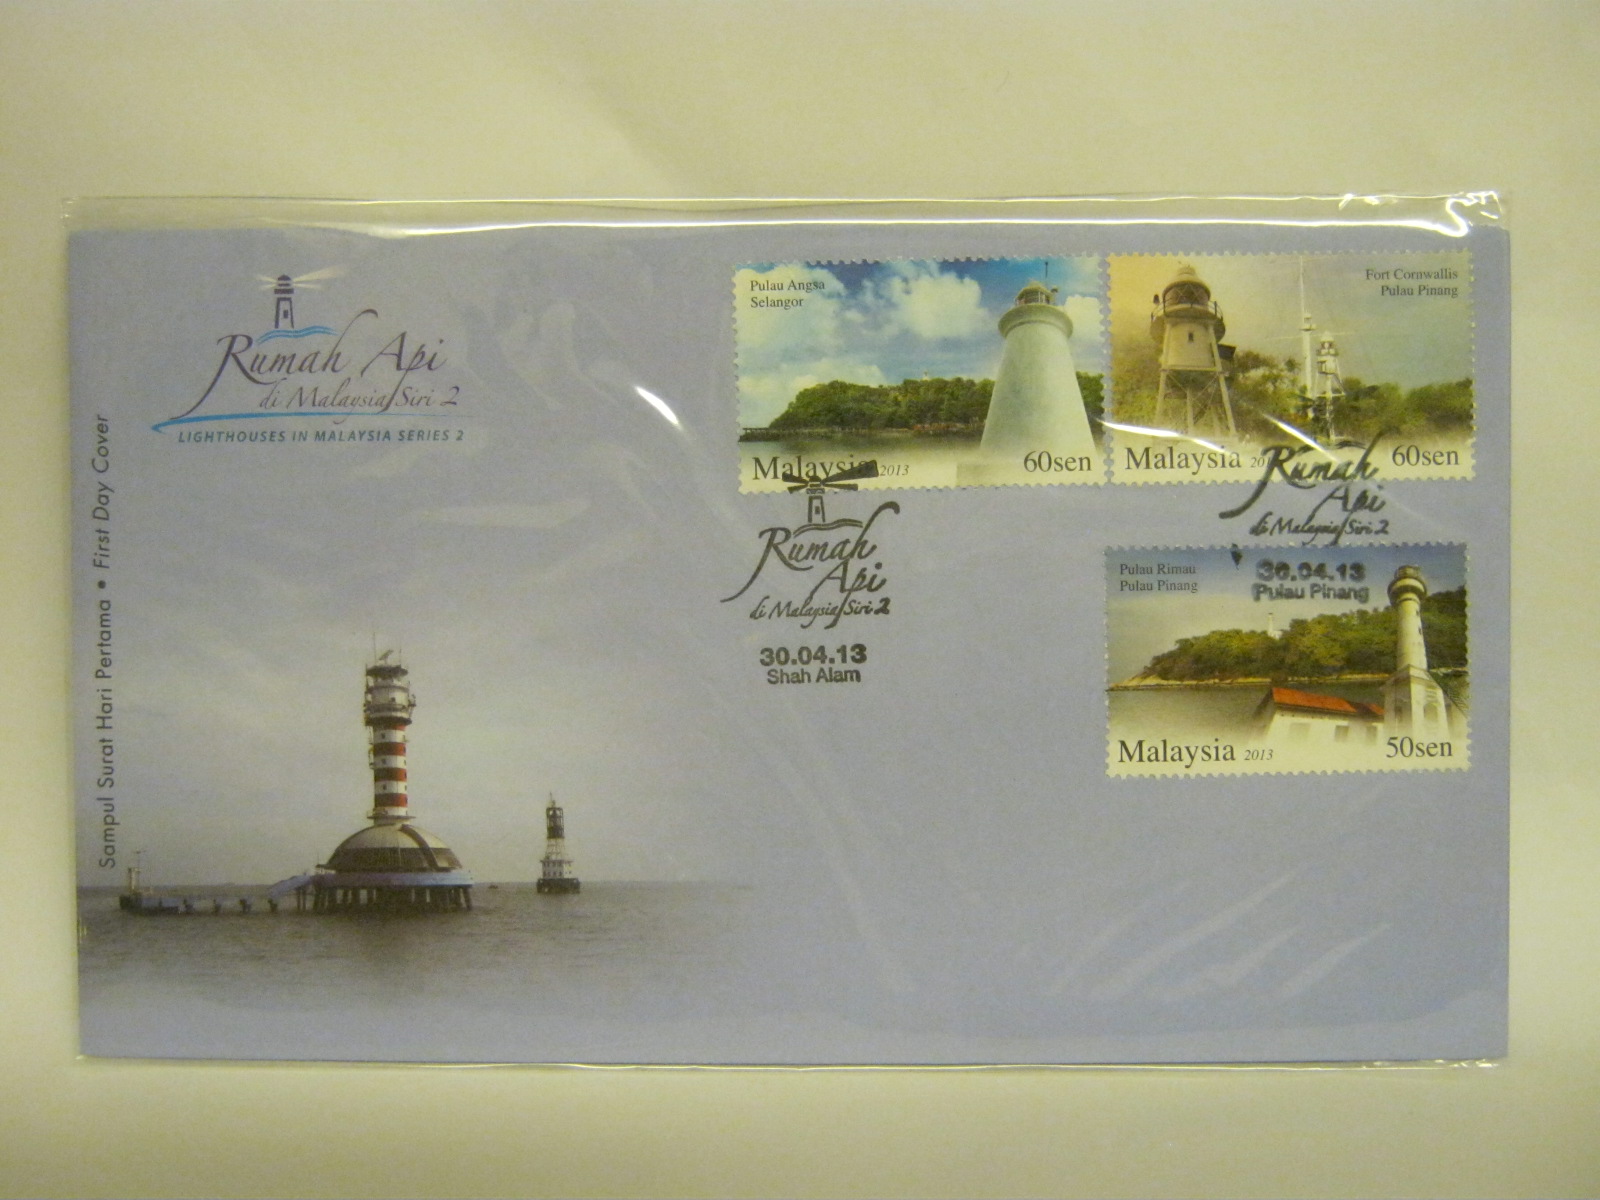 Rumah Api
di Malaysia Siri 2
LIGHTHOUSES IN MALAYSIA SERIES 2
Sampul Surat Hari Pertama • First Day Cover
Pulau Angsa
Selangor
Malaysia 2013
60sen
Fort Cornwallis
Pulau Pinang
Malaysia 201
60sen
Rumah
Api
di Malaysia Siri 2
30.04.13
Shah Alam
Rumah
Api
di Malaysia Siri 2
30.04.13
Pulau Pinang
Pulau Rimau
Pulau Pinang
Malaysia 2013
50sen